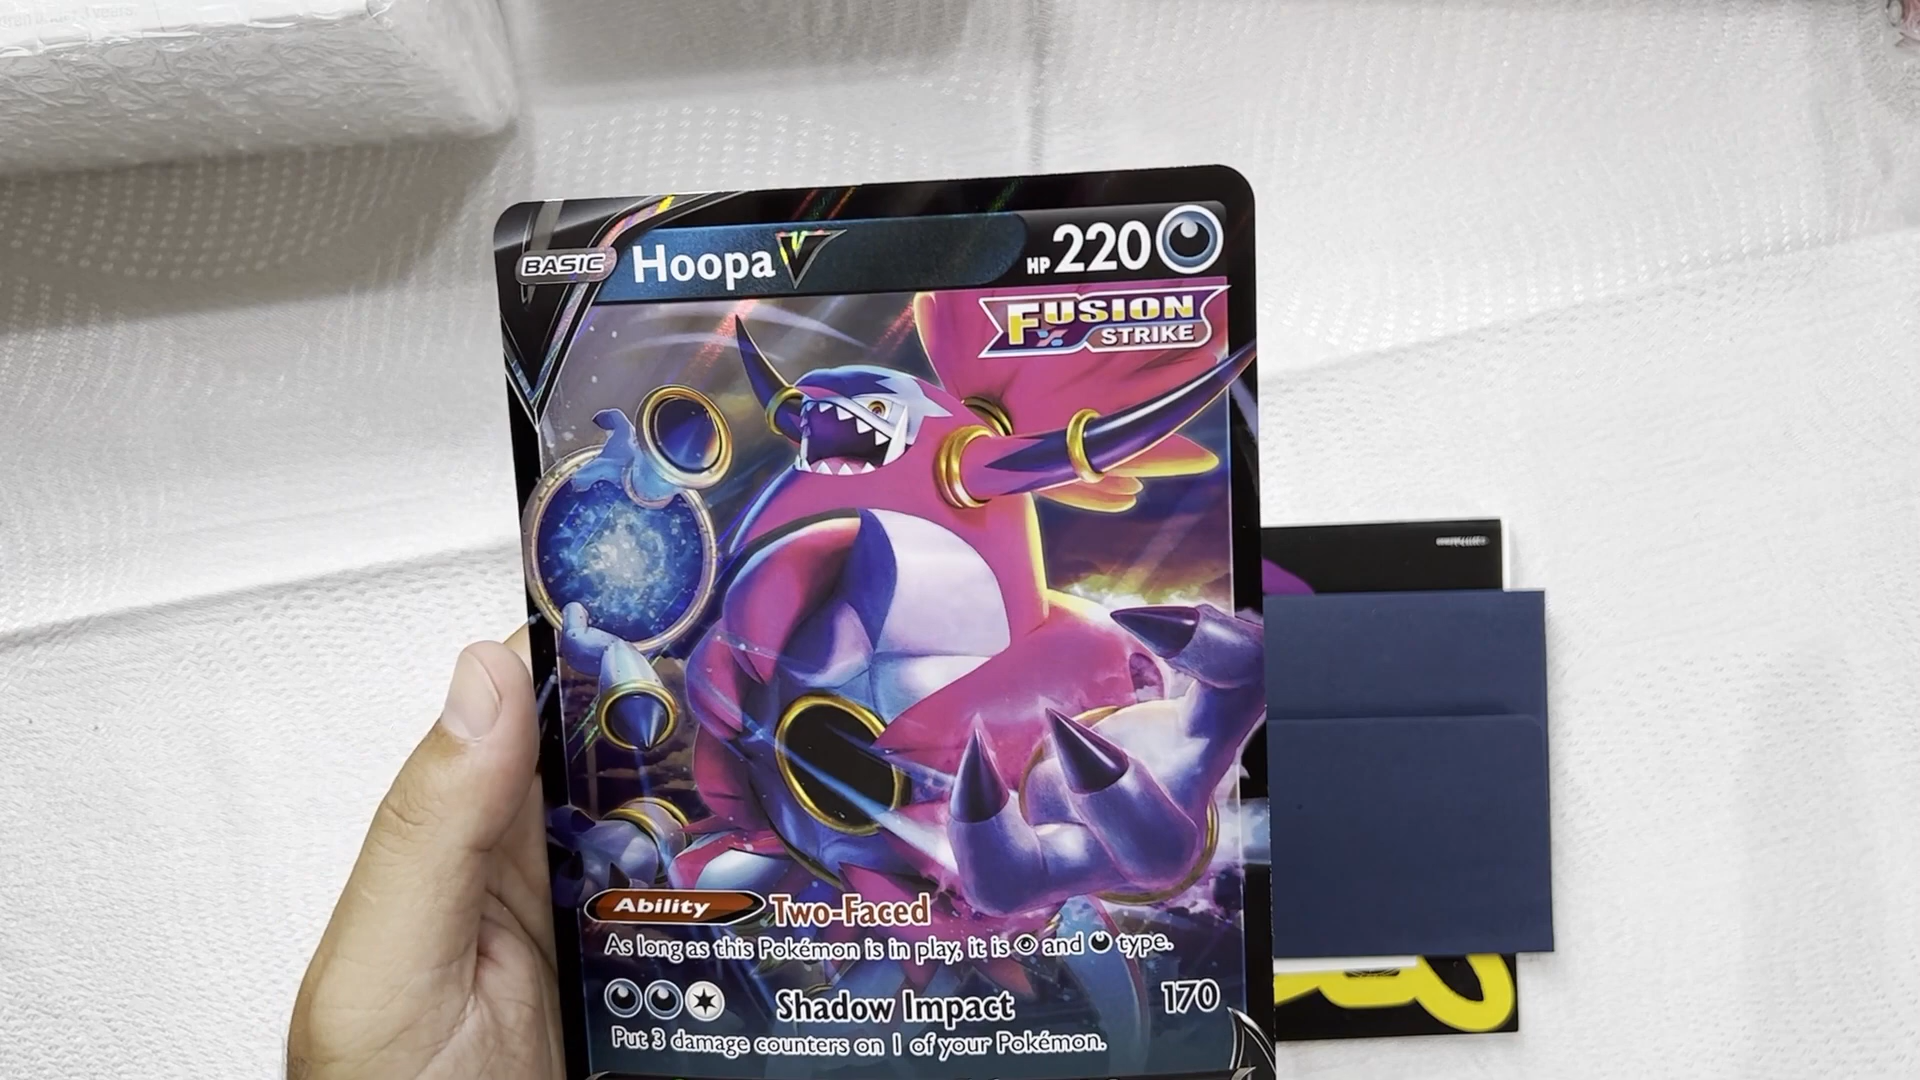 BASIC Hoopa V HP 220
FUSION
STRIKE
Ability Two-Faced
As long as this Pokémon is in play, it is and type.
Shadow Impact 170
Put 3 damage counters on 1 of your Pokémon.